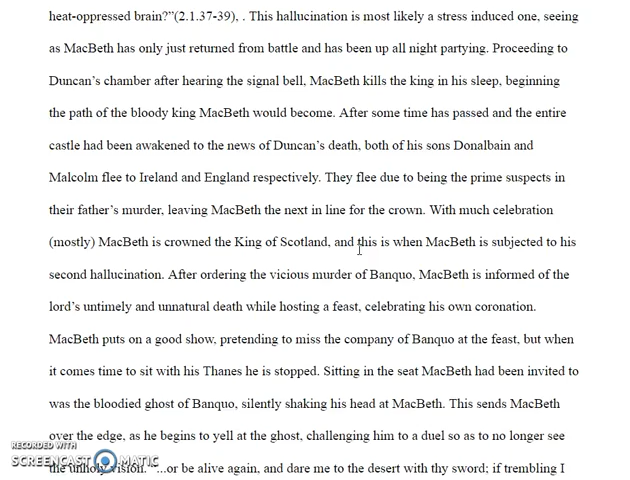 heat-oppressed brain?”(2.1.37-39), . This hallucination is most likely a stress induced one, seeing
as MacBeth has only just returned from battle and has been up all night partying. Proceeding to
Duncan’s chamber after hearing the signal bell, MacBeth kills the king in his sleep, beginning
the path of the bloody king MacBeth would become. After some time has passed and the entire
castle had been awakened to the news of Duncan’s death, both of his sons Donalbain and
Malcolm flee to Ireland and England respectively. They flee due to being the prime suspects in
their father’s murder, leaving MacBeth the next in line for the crown. With much celebration
(mostly) MacBeth is crowned the King of Scotland, and this is when MacBeth is subjected to his
second hallucination. After ordering the vicious murder of Banquo, MacBeth is informed of the
lord’s untimely and unnatural death while hosting a feast, celebrating his own coronation.
MacBeth puts on a good show, pretending to miss the company of Banquo at the feast, but when
it comes time to sit with his Thanes he is stopped. Sitting in the seat MacBeth had been invited to
was the bloodied ghost of Banquo, silently shaking his head at MacBeth. This sends MacBeth
over the edge, as he begins to yell at the ghost, challenging him to a duel so as to no longer see
the unholy vision. “...or be alive again, and dare me to the desert with thy sword; if trembling I
RECORDED WITH
SCREENCAST MATIC